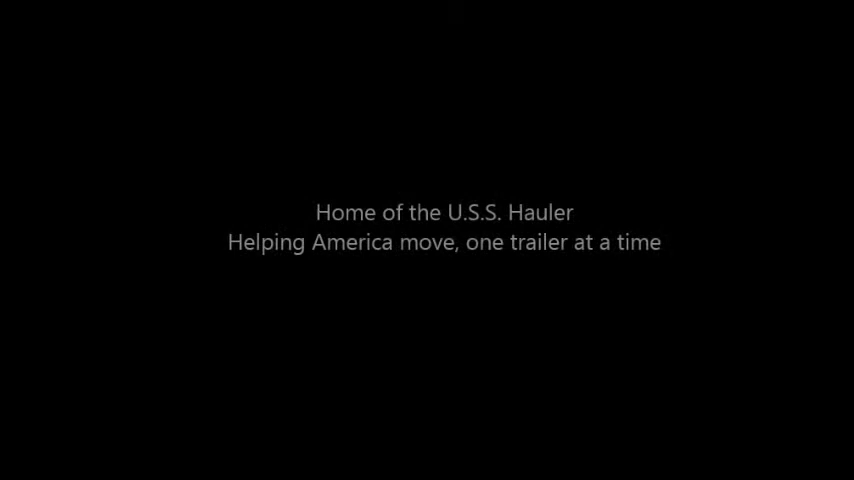 Home of the U.S.S. Hauler
Helping America move, one trailer at a time